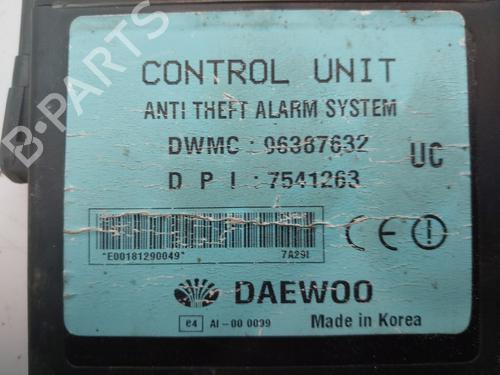 CONTROL UNIT
ANTI THEFT ALARM SYSTEM
DWMC : 96387632
UC
D P I : 7541263
"E00181290049" 7A29I
CE
DAEWOO
e4 AI-00 0039 Made in Korea
B-Parts